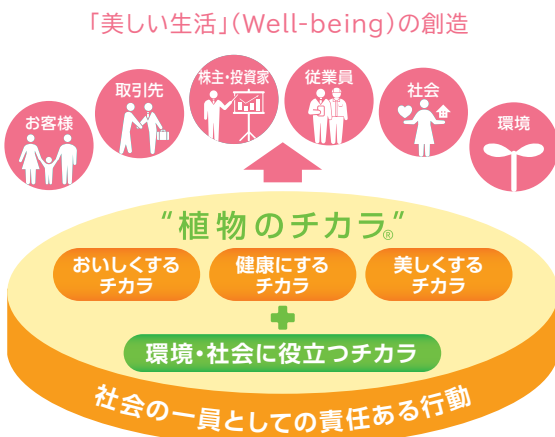 「美しい生活」(Well-being)の創造
お客様
取引先
株主・投資家
従業員
社会
環境
“植物のチカラ®”
おいしくする
チカラ
健康にする
チカラ
美しくする
チカラ
+
環境・社会に役立つチカラ
社会の一員としての責任ある行動